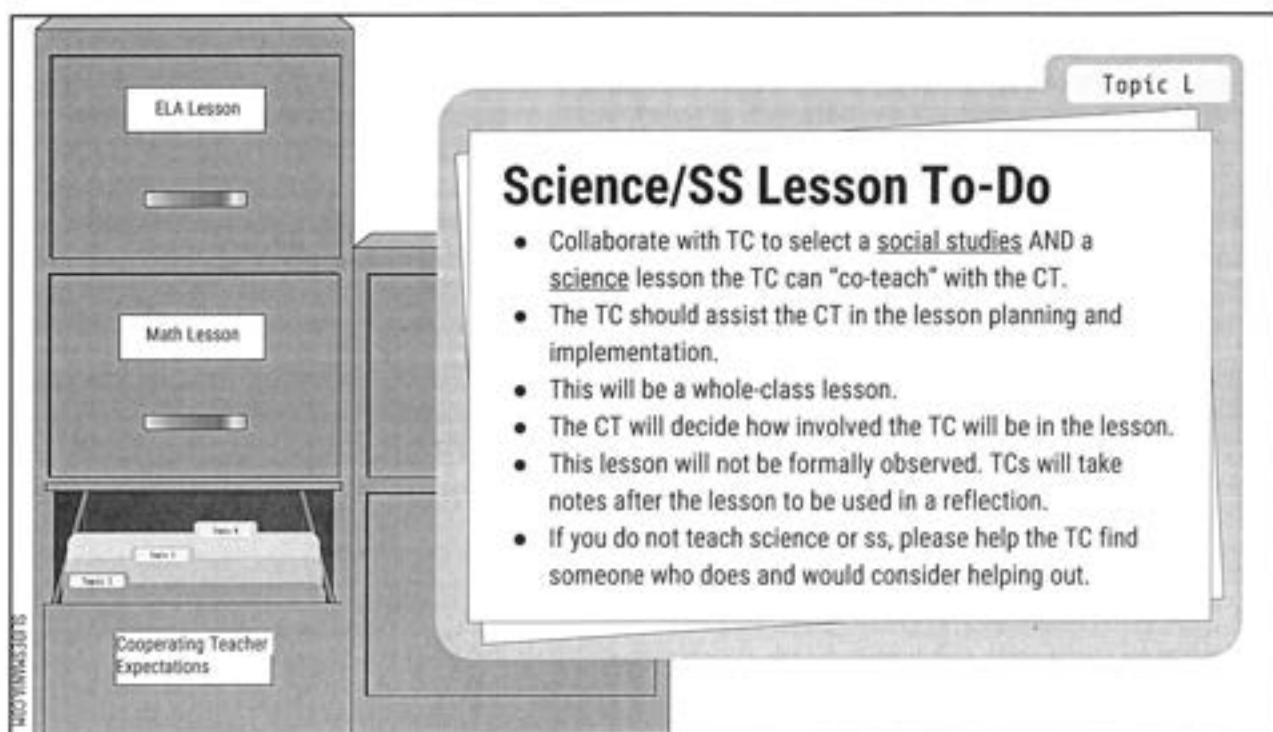 ELA Lesson
Math Lesson
Cooperating Teacher
Expectations
Topic L
Science/SS Lesson To-Do
● Collaborate with TC to select a social studies AND a
science lesson the TC can “co-teach” with the CT.
● The TC should assist the CT in the lesson planning and
implementation.
● This will be a whole-class lesson.
● The CT will decide how involved the TC will be in the lesson.
● This lesson will not be formally observed. TCs will take
notes after the lesson to be used in a reflection.
● If you do not teach science or ss, please help the TC find
someone who does and would consider helping out.
SLIDESMANIA.COM